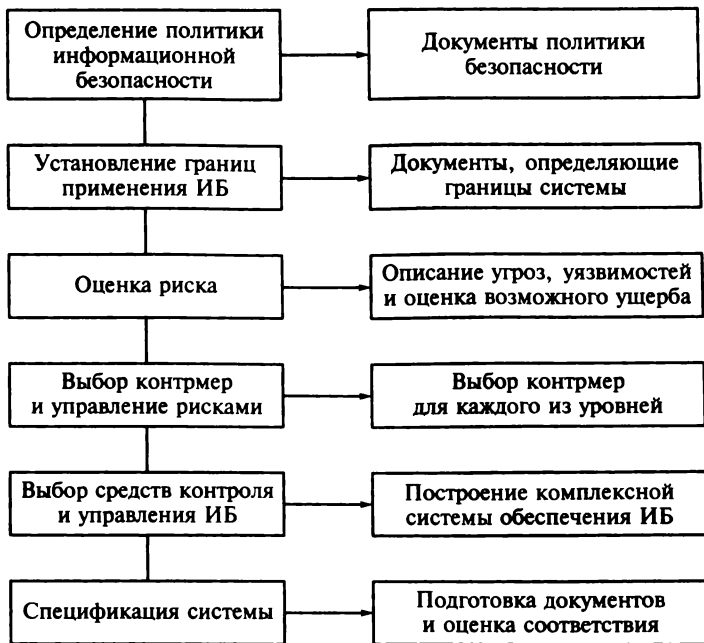 Определение политики
информационной
безопасности
Документы политики
безопасности
Установление границ
применения ИБ
Документы, определяющие
границы системы
Оценка риска
Описание угроз, уязвимостей
и оценка возможного ущерба
Выбор контрмер
и управление рисками
Выбор контрмер
для каждого из уровней
Выбор средств контроля
и управления ИБ
Построение комплексной
системы обеспечения ИБ
Спецификация системы
Подготовка документов
и оценка соответствия